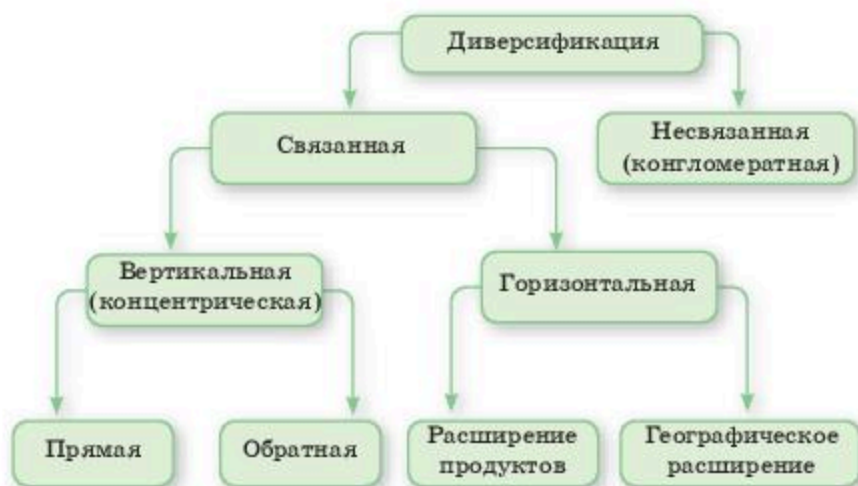 Диверсификация
Связанная
Несвязанная
(конгломератная)
Вертикальная
(концентрическая)
Горизонтальная
Прямая
Обратная
Расширение
продуктов
Географическое
расширение